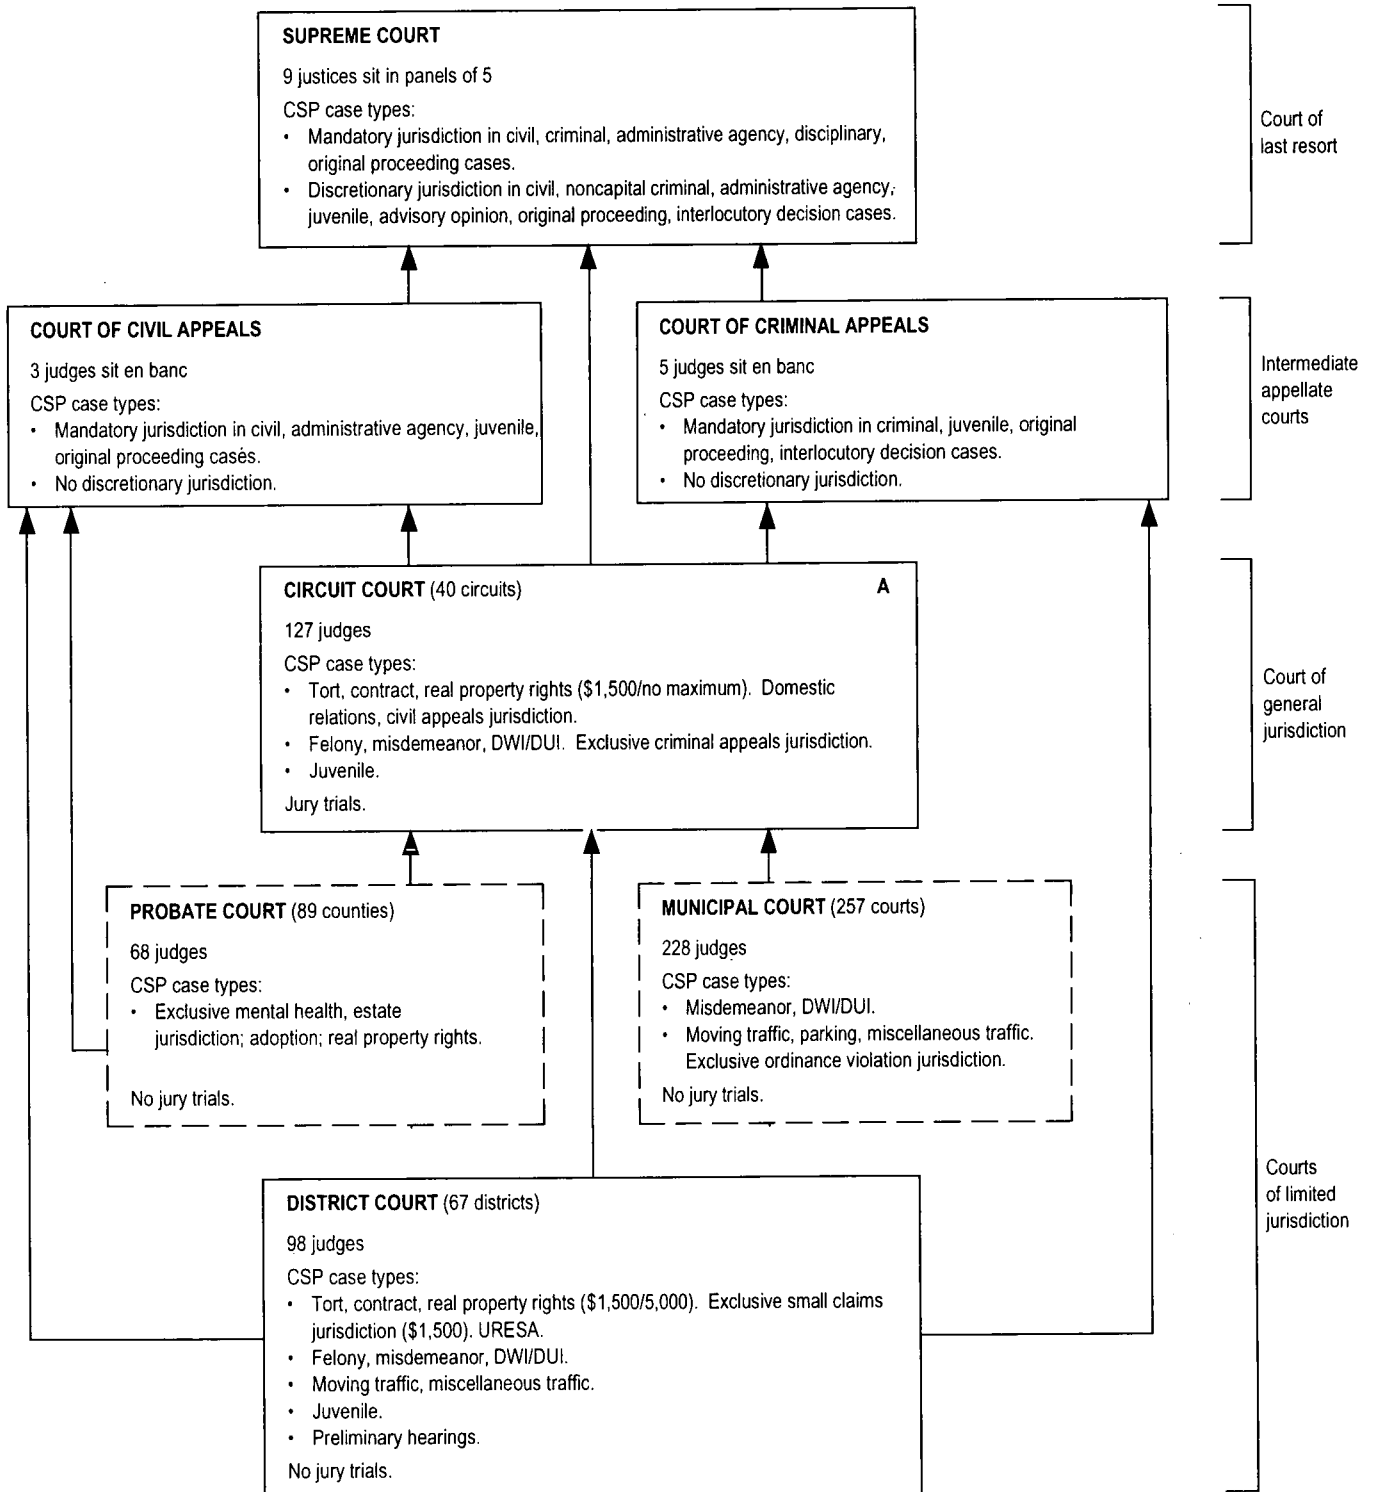 SUPREME COURT
9 justices sit in panels of 5
CSP case types:
• Mandatory jurisdiction in civil, criminal, administrative agency, disciplinary,
original proceeding cases.
• Discretionary jurisdiction in civil, noncapital criminal, administrative agency,
juvenile, advisory opinion, original proceeding, interlocutory decision cases.
Court of
last resort
COURT OF CIVIL APPEALS
3 judges sit en banc
CSP case types:
• Mandatory jurisdiction in civil, administrative agency, juvenile,
original proceeding cases.
• No discretionary jurisdiction.
COURT OF CRIMINAL APPEALS
5 judges sit en banc
CSP case types:
• Mandatory jurisdiction in criminal, juvenile, original
proceeding, interlocutory decision cases.
• No discretionary jurisdiction.
Intermediate
appellate
courts
CIRCUIT COURT (40 circuits) A
127 judges
CSP case types:
• Tort, contract, real property rights ($1,500/no maximum). Domestic
relations, civil appeals jurisdiction.
• Felony, misdemeanor, DWI/DUI. Exclusive criminal appeals jurisdiction.
• Juvenile.
Jury trials.
Court of
general
jurisdiction
PROBATE COURT (89 counties)
68 judges
CSP case types:
• Exclusive mental health, estate
jurisdiction; adoption; real property rights.
No jury trials.
MUNICIPAL COURT (257 courts)
228 judges
CSP case types:
• Misdemeanor, DWI/DUI.
• Moving traffic, parking, miscellaneous traffic.
Exclusive ordinance violation jurisdiction.
No jury trials.
DISTRICT COURT (67 districts)
98 judges
CSP case types:
• Tort, contract, real property rights ($1,500/5,000). Exclusive small claims
jurisdiction ($1,500). URESA.
• Felony, misdemeanor, DWI/DUI.
• Moving traffic, miscellaneous traffic.
• Juvenile.
• Preliminary hearings.
No jury trials.
Courts
of limited
jurisdiction